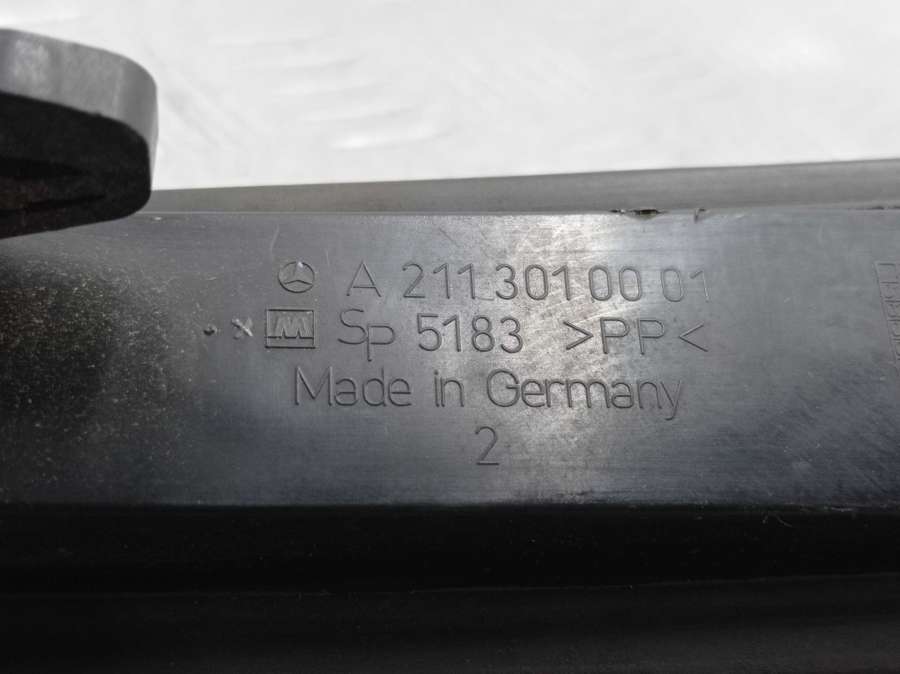 A 211 301 00 01
Sp 5183 >PP<
Made in Germany
2